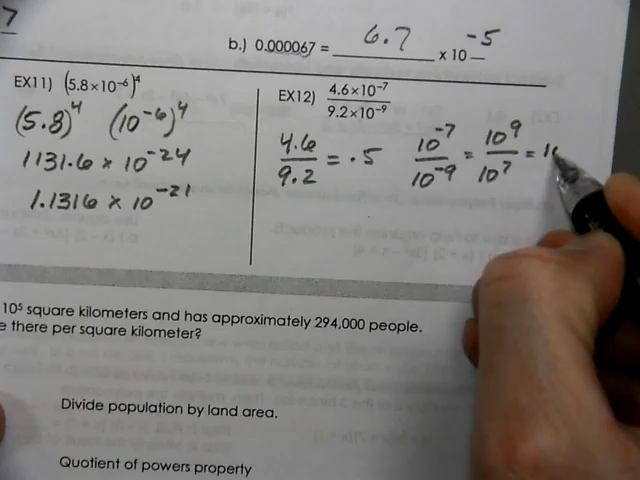 7
b.) 0.000067 = 6.7 × 10 -5
EX11) (5.8×10⁻⁶)⁴
(5.8)⁴ (10⁻⁶)⁴
1131.6 × 10⁻²⁴
1.1316 × 10⁻²¹
EX12) 4.6×10⁻⁷ / 9.2×10⁻⁹
4.6 / 9.2 = .5 10⁻⁷ / 10⁻⁹ = 10⁹ / 10⁷ =
10⁵ square kilometers and has approximately 294,000 people.
e there per square kilometer?
Divide population by land area.
Quotient of powers property